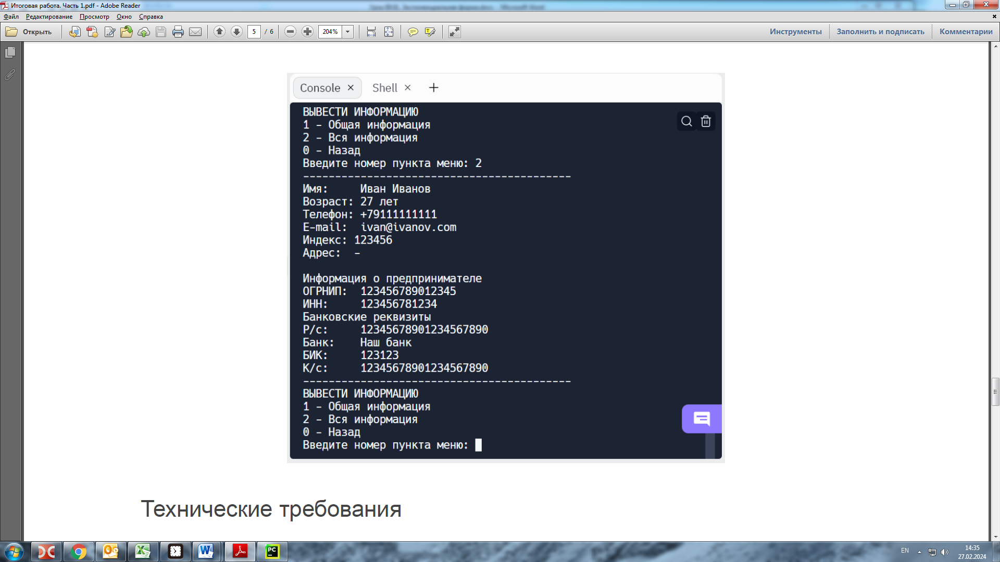 Итоговая работа. Часть 1.pdf - Adobe Reader
Файл Редактирование Просмотр Окно Справка
Открыть 5 / 6 204% Инструменты Заполнить и подписать Комментарии
Console × Shell × +
ВЫВЕСТИ ИНФОРМАЦИЮ
1 - Общая информация
2 - Вся информация
0 - Назад
Введите номер пункта меню: 2
------------------------------------------
Имя: Иван Иванов
Возраст: 27 лет
Телефон: +79111111111
E-mail: ivan@ivanov.com
Индекс: 123456
Адрес: -
Информация о предпринимателе
ОГРНИП: 123456789012345
ИНН: 123456781234
Банковские реквизиты
Р/с: 12345678901234567890
Банк: Наш банк
БИК: 123123
К/с: 12345678901234567890
------------------------------------------
ВЫВЕСТИ ИНФОРМАЦИЮ
1 - Общая информация
2 - Вся информация
0 - Назад
Введите номер пункта меню:
Технические требования
PC
EN
14:35
27.02.2024